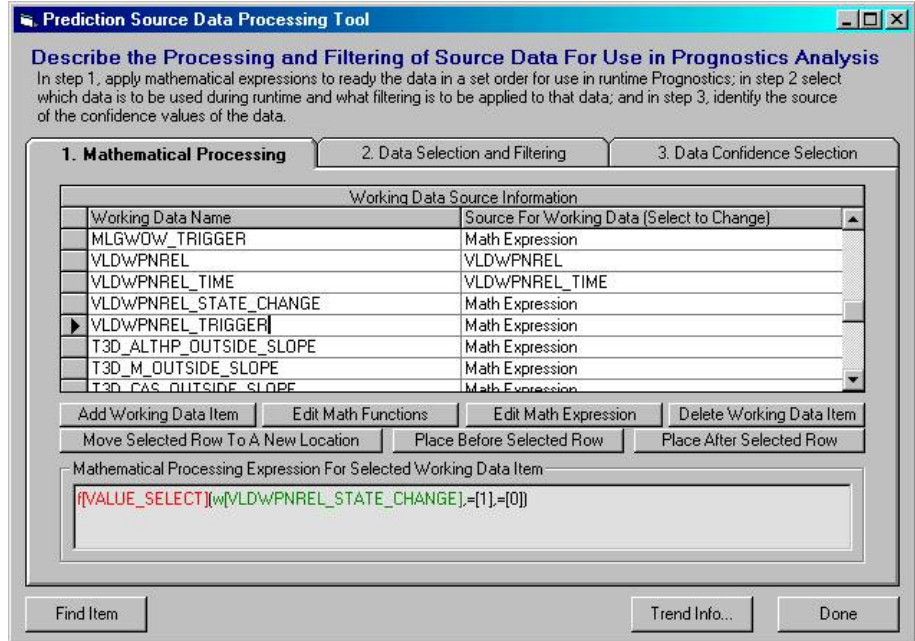 Prediction Source Data Processing Tool
Describe the Processing and Filtering of Source Data For Use in Prognostics Analysis
In step 1, apply mathematical expressions to ready the data in a set order for use in runtime Prognostics; in step 2 select
which data is to be used during runtime and what filtering is to be applied to that data; and in step 3, identify the source
of the confidence values of the data.
1. Mathematical Processing 2. Data Selection and Filtering 3. Data Confidence Selection
Working Data Source Information
Working Data Name Source For Working Data (Select to Change)
MLGWOW_TRIGGER Math Expression
VLDWPNREL VLDWPNREL
VLDWPNREL_TIME VLDWPNREL_TIME
VLDWPNREL_STATE_CHANGE Math Expression
VLDWPNREL_TRIGGER Math Expression
T3D_ALTHP_OUTSIDE_SLOPE Math Expression
T3D_M_OUTSIDE_SLOPE Math Expression
T3D_CAS_OUTSIDE_SLOPE Math Expression
Add Working Data Item Edit Math Functions Edit Math Expression Delete Working Data Item
Move Selected Row To A New Location Place Before Selected Row Place After Selected Row
Mathematical Processing Expression For Selected Working Data Item
f[VALUE_SELECT](w[VLDWPNREL_STATE_CHANGE],=[1],=[0])
Find Item Trend Info... Done